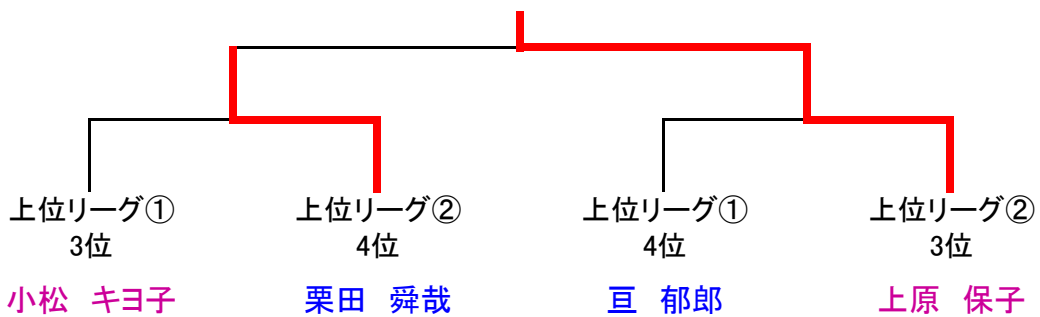 上位リーグ① 上位リーグ② 上位リーグ① 上位リーグ②
3位 4位 4位 3位
小松 キヨ子 栗田 舜哉 亘 郁郎 上原 保子